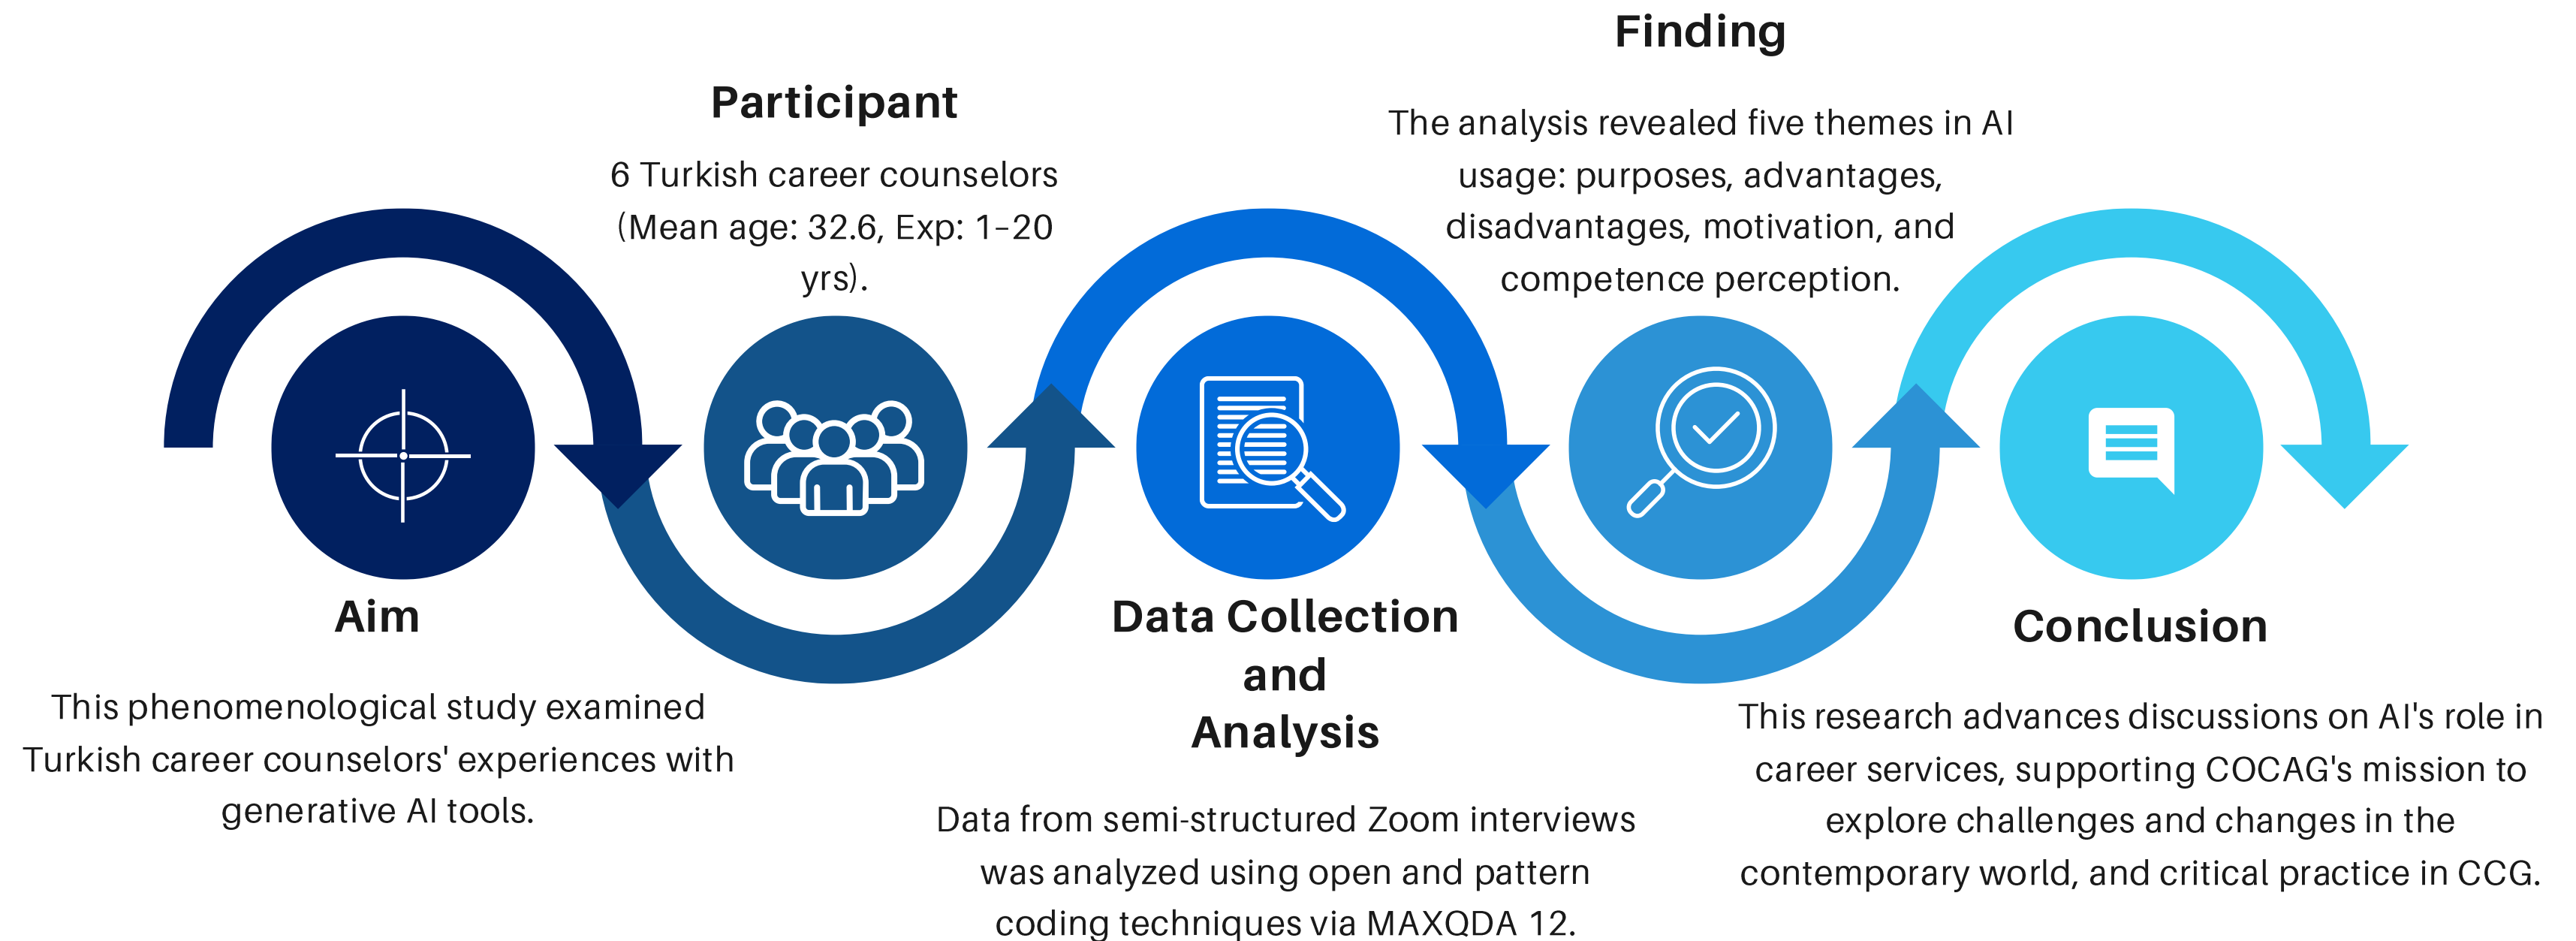 Aim
This phenomenological study examined
Turkish career counselors' experiences with
generative AI tools.
Participant
6 Turkish career counselors
(Mean age: 32.6, Exp: 1–20
yrs).
Data Collection
and
Analysis
Data from semi-structured Zoom interviews
was analyzed using open and pattern
coding techniques via MAXQDA 12.
Finding
The analysis revealed five themes in AI
usage: purposes, advantages,
disadvantages, motivation, and
competence perception.
Conclusion
This research advances discussions on AI's role in
career services, supporting COCAG's mission to
explore challenges and changes in the
contemporary world, and critical practice in CCG.